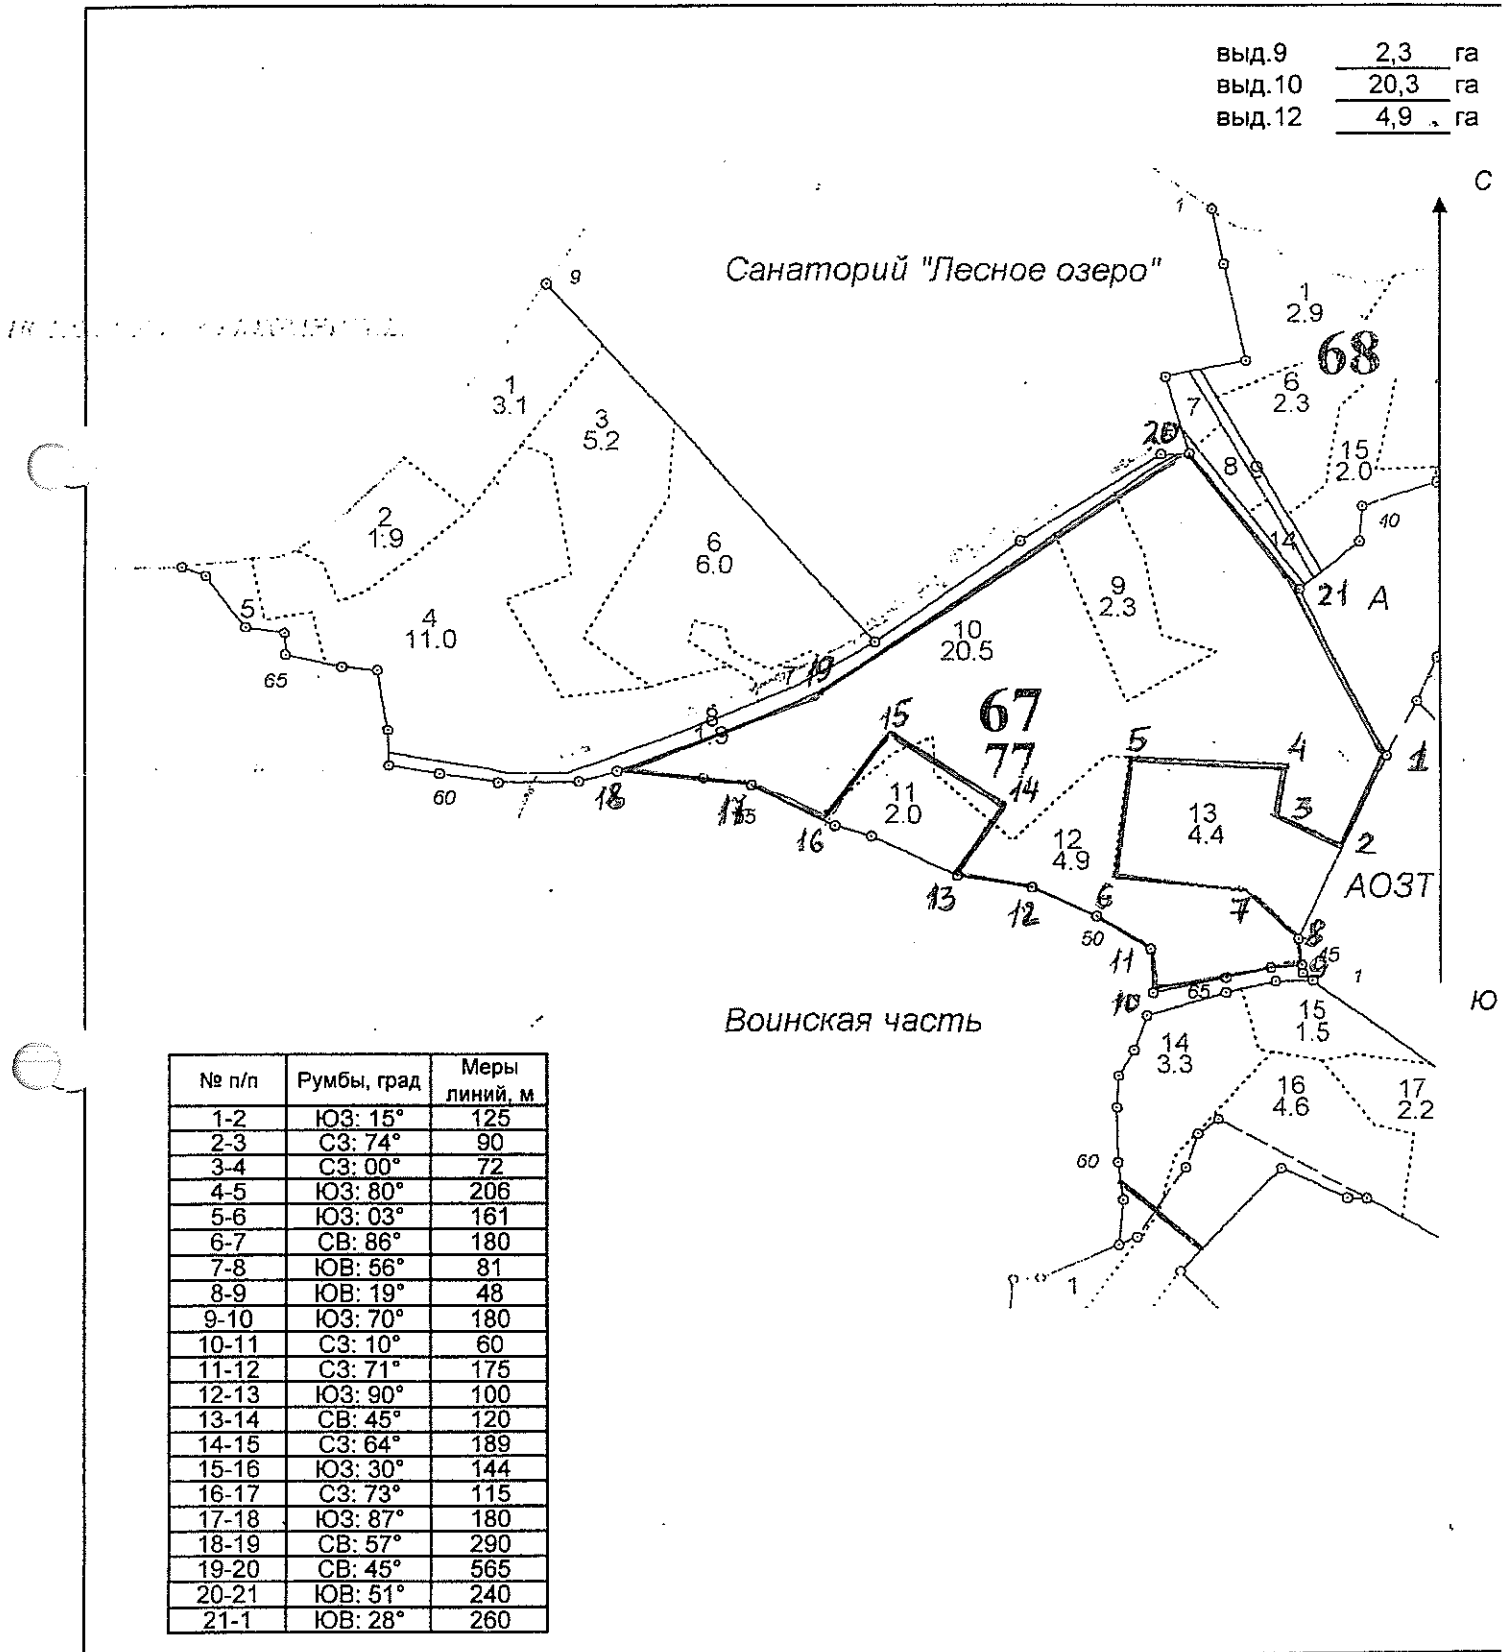 выд.9 2,3 га
выд.10 20,3 га
выд.12 4,9 га
С
1
9
Санаторий "Лесное озеро"
1
2.9
68
1
3.1
3
5.2
6
2.3
7
20
8
15
2.0
2
1.9
6
6.0
10
14
5
4
11.0
9
2.3
21 А
65
10
20.5
7 19
67
77
15
5
4
1
8
1.9
60
18
17
14
11
2.0
13
4.4
3
2
16
12
4.9
АОЗТ
13
12
6
7
50
8
11
45
9
1
10
65
Ю
Воинская часть
15
1.5
14
3.3
16
4.6
17
2.2
60
1
№ п/п Румбы, град Меры линий, м
1-2 ЮЗ: 15° 125
2-3 СЗ: 74° 90
3-4 СЗ: 00° 72
4-5 ЮЗ: 80° 206
5-6 ЮЗ: 03° 161
6-7 СВ: 86° 180
7-8 ЮВ: 56° 81
8-9 ЮВ: 19° 48
9-10 ЮЗ: 70° 180
10-11 СЗ: 10° 60
11-12 СЗ: 71° 175
12-13 ЮЗ: 90° 100
13-14 СВ: 45° 120
14-15 СЗ: 64° 189
15-16 ЮЗ: 30° 144
16-17 СЗ: 73° 115
17-18 ЮЗ: 87° 180
18-19 СВ: 57° 290
19-20 СВ: 45° 565
20-21 ЮВ: 51° 240
21-1 ЮВ: 28° 260